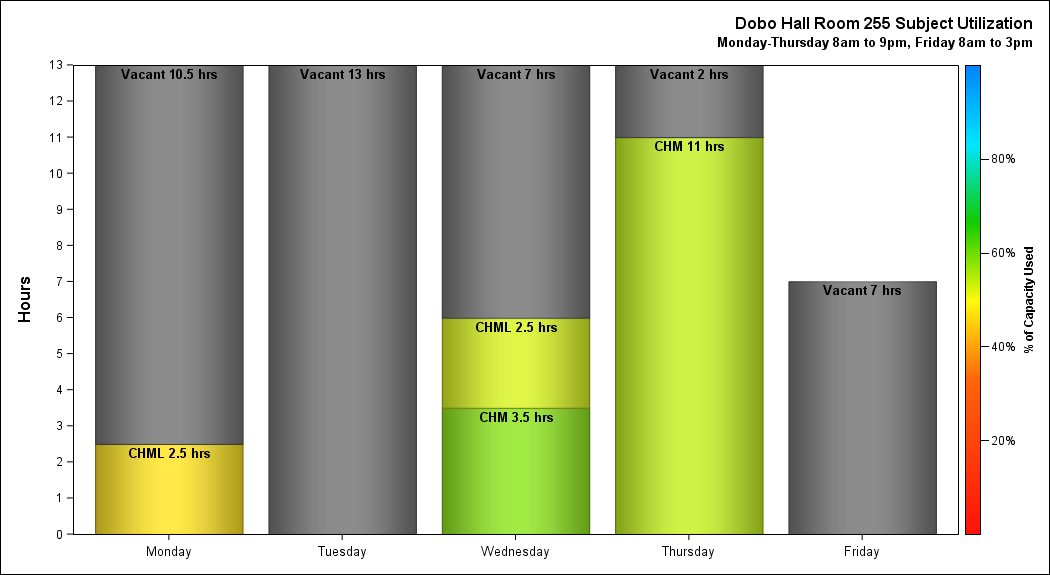 Dobo Hall Room 255 Subject Utilization
Monday-Thursday 8am to 9pm, Friday 8am to 3pm
Hours
13
12
11
10
9
8
7
6
5
4
3
2
1
0
Vacant 10.5 hrs
CHML 2.5 hrs
Vacant 13 hrs
Vacant 7 hrs
CHML 2.5 hrs
CHM 3.5 hrs
Vacant 2 hrs
CHM 11 hrs
Vacant 7 hrs
Monday
Tuesday
Wednesday
Thursday
Friday
80%
60%
40%
20%
% of Capacity Used